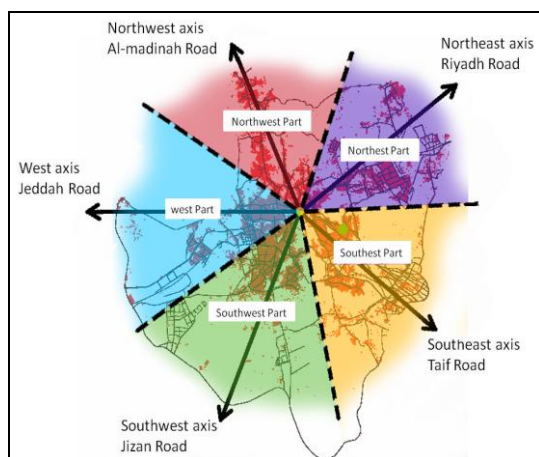 Northwest axis
Al-madinah Road
Northeast axis
Riyadh Road
Northwest Part
Northest Part
West axis
Jeddah Road
west Part
Southest Part
Southwest Part
Southeast axis
Taif Road
Southwest axis
Jizan Road